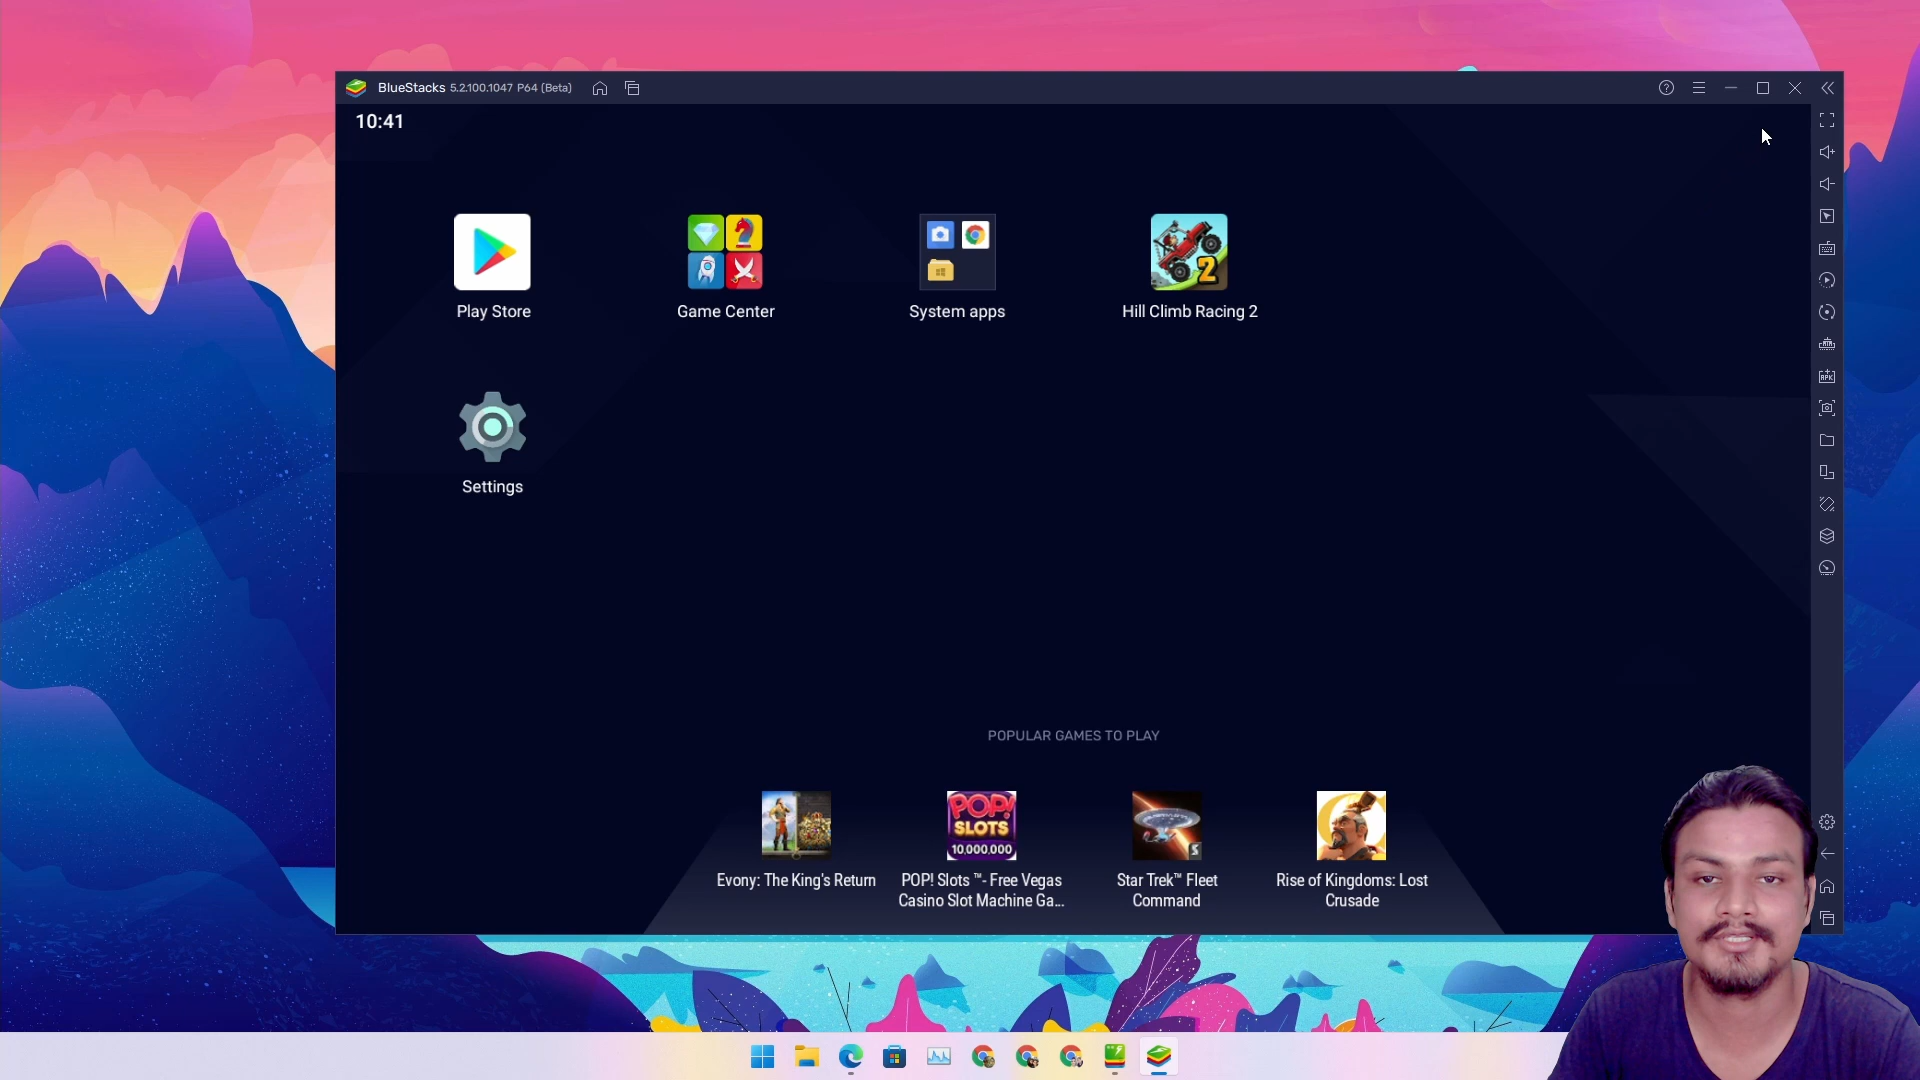 BlueStacks 5.2.100.1047 P64 (Beta)
10:41
Play Store
Game Center
System apps
2
Hill Climb Racing 2
Settings
POPULAR GAMES TO PLAY
POP!
SLOTS
10,000,000
Evony: The King's Return
POP! Slots ™- Free Vegas
Casino Slot Machine Ga...
Star Trek™ Fleet
Command
Rise of Kingdoms: Lost
Crusade